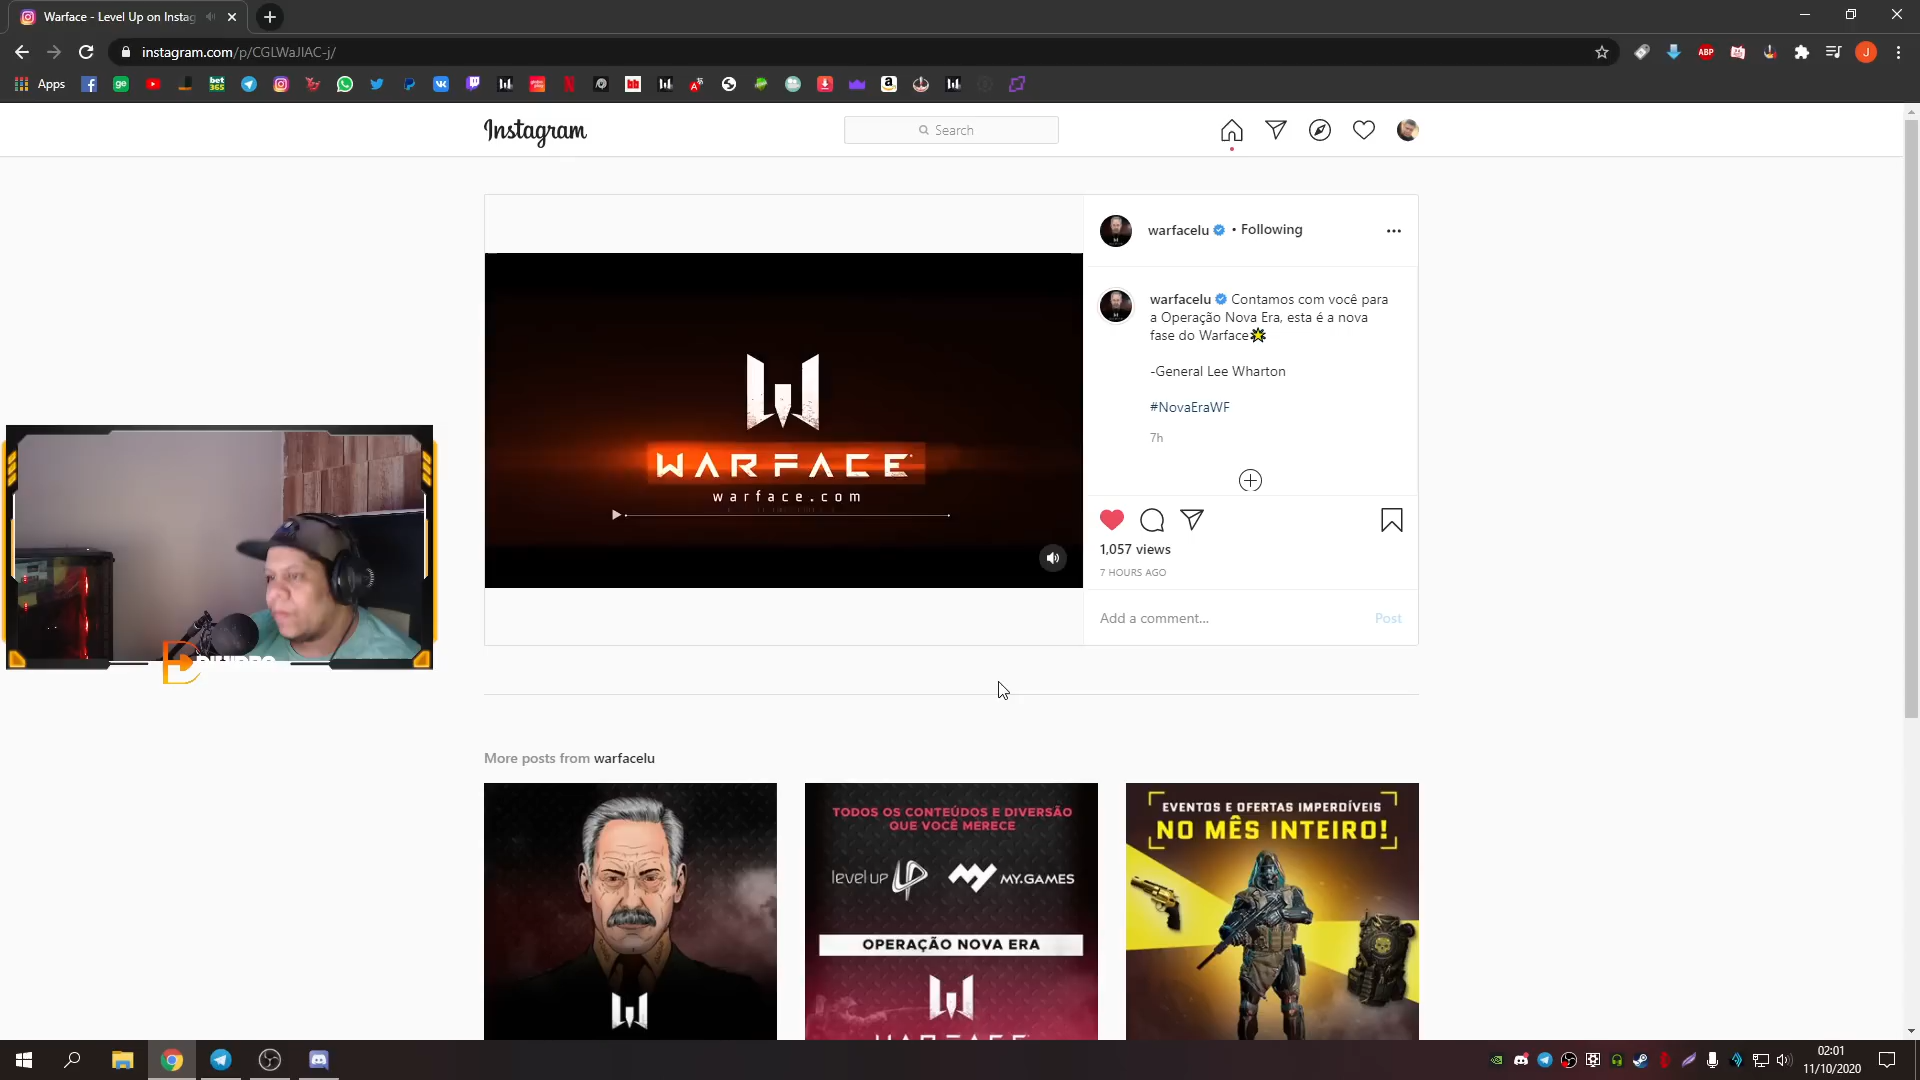 Warface - Level Up on Instag
instagram.com/p/CGLWaJIAC-j/
Apps
Instagram
Search
warfacelu • Following
warfacelu Contamos com você para
a Operação Nova Era, esta é a nova
fase do Warface
-General Lee Wharton
#NovaEraWF
7h
WARFACE
warface.com
1,057 views
7 HOURS AGO
Add a comment... Post
More posts from warfacelu
TODOS OS CONTEÚDOS E DIVERSÃO
QUE VOCÊ MERECE
level up MY.GAMES
OPERAÇÃO NOVA ERA
WARFACE
EVENTOS E OFERTAS IMPERDÍVEIS
NO MÊS INTEIRO!
02:01
11/10/2020